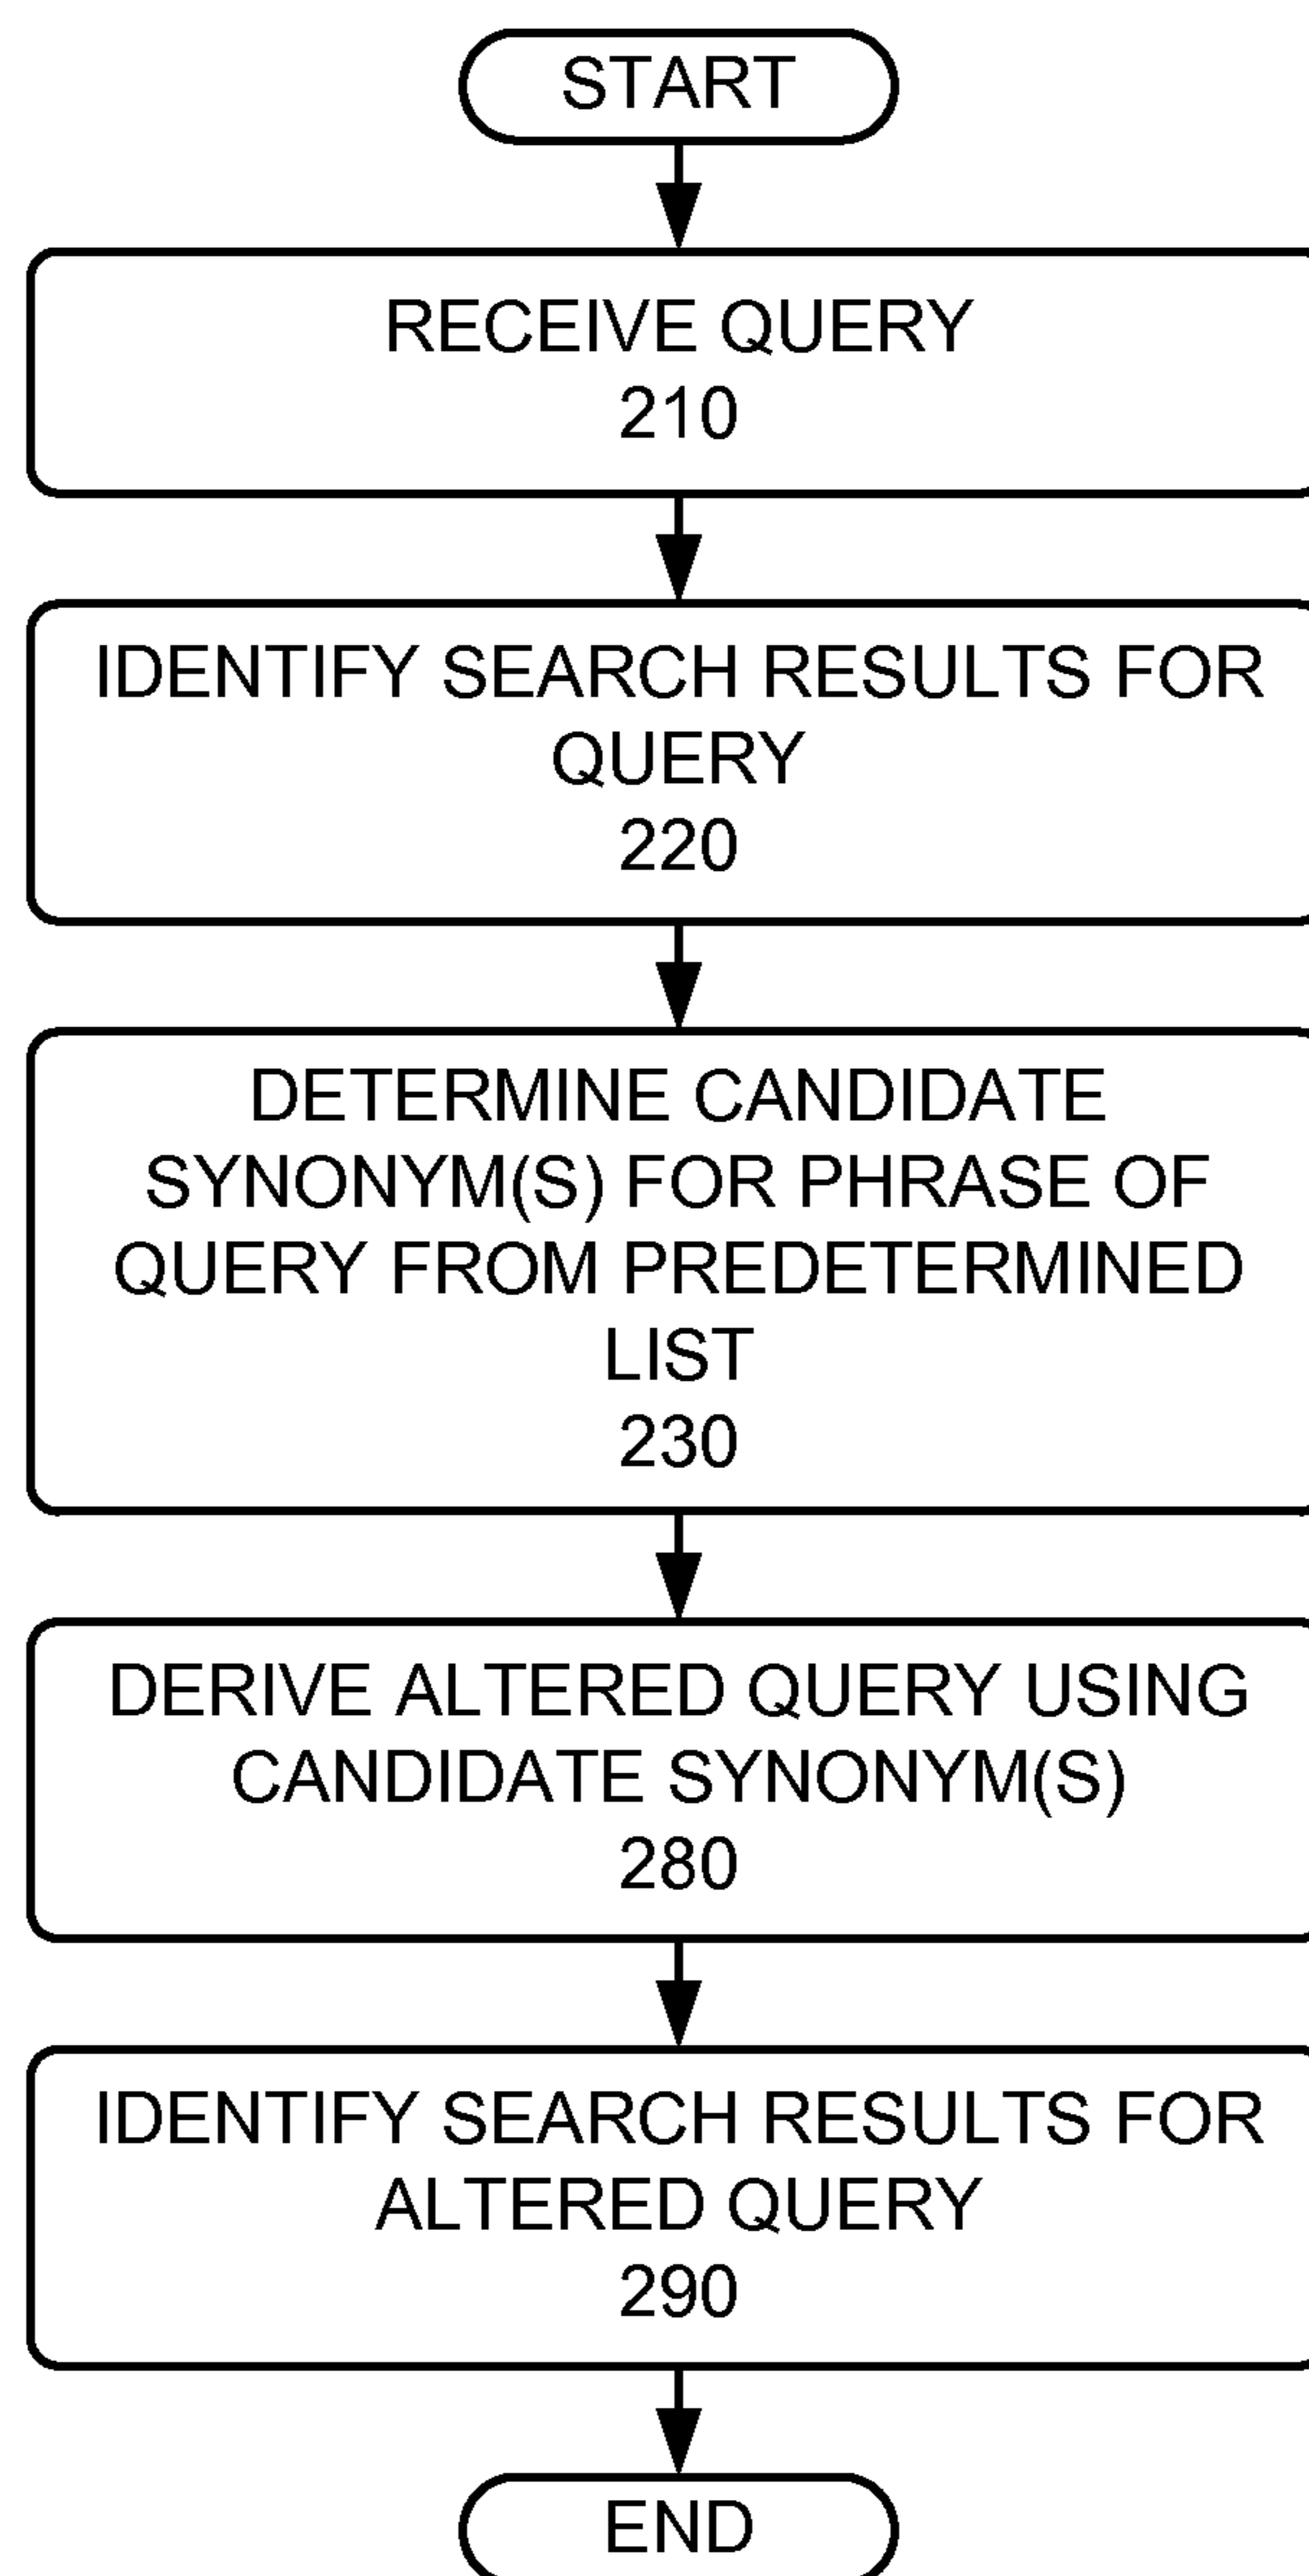 START
RECEIVE QUERY
210
IDENTIFY SEARCH RESULTS FOR
QUERY
220
DETERMINE CANDIDATE
SYNONYM(S) FOR PHRASE OF
QUERY FROM PREDETERMINED
LIST
230
DERIVE ALTERED QUERY USING
CANDIDATE SYNONYM(S)
280
IDENTIFY SEARCH RESULTS FOR
ALTERED QUERY
290
END